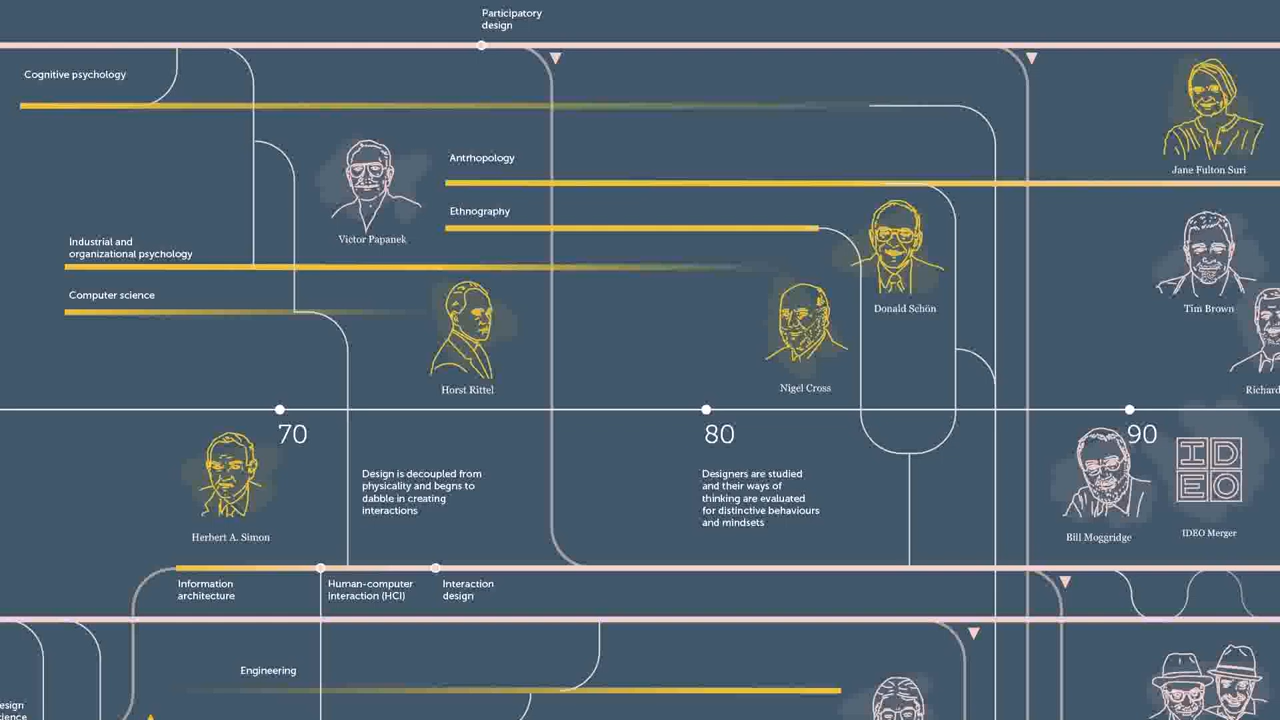 Participatory
design
Cognitive psychology
Jane Fulton Suri
Antrhopology
Victor Papanek
Ethnography
Industrial and
organizational psychology
Computer science
Donald Schön
Tim Brown
Horst Rittel
Nigel Cross
Richard
70
80
90
Herbert A. Simon
Design is decoupled from
physicality and begns to
dabble in creating
interactions
Designers are studied
and their ways of
thinking are evaluated
for distinctive behaviours
and mindsets
Bill Moggridge
ID
EO
IDEO Merger
Information
architecture
Human-computer
Interaction (HCI)
Interaction
design
Engineering
esign
cience